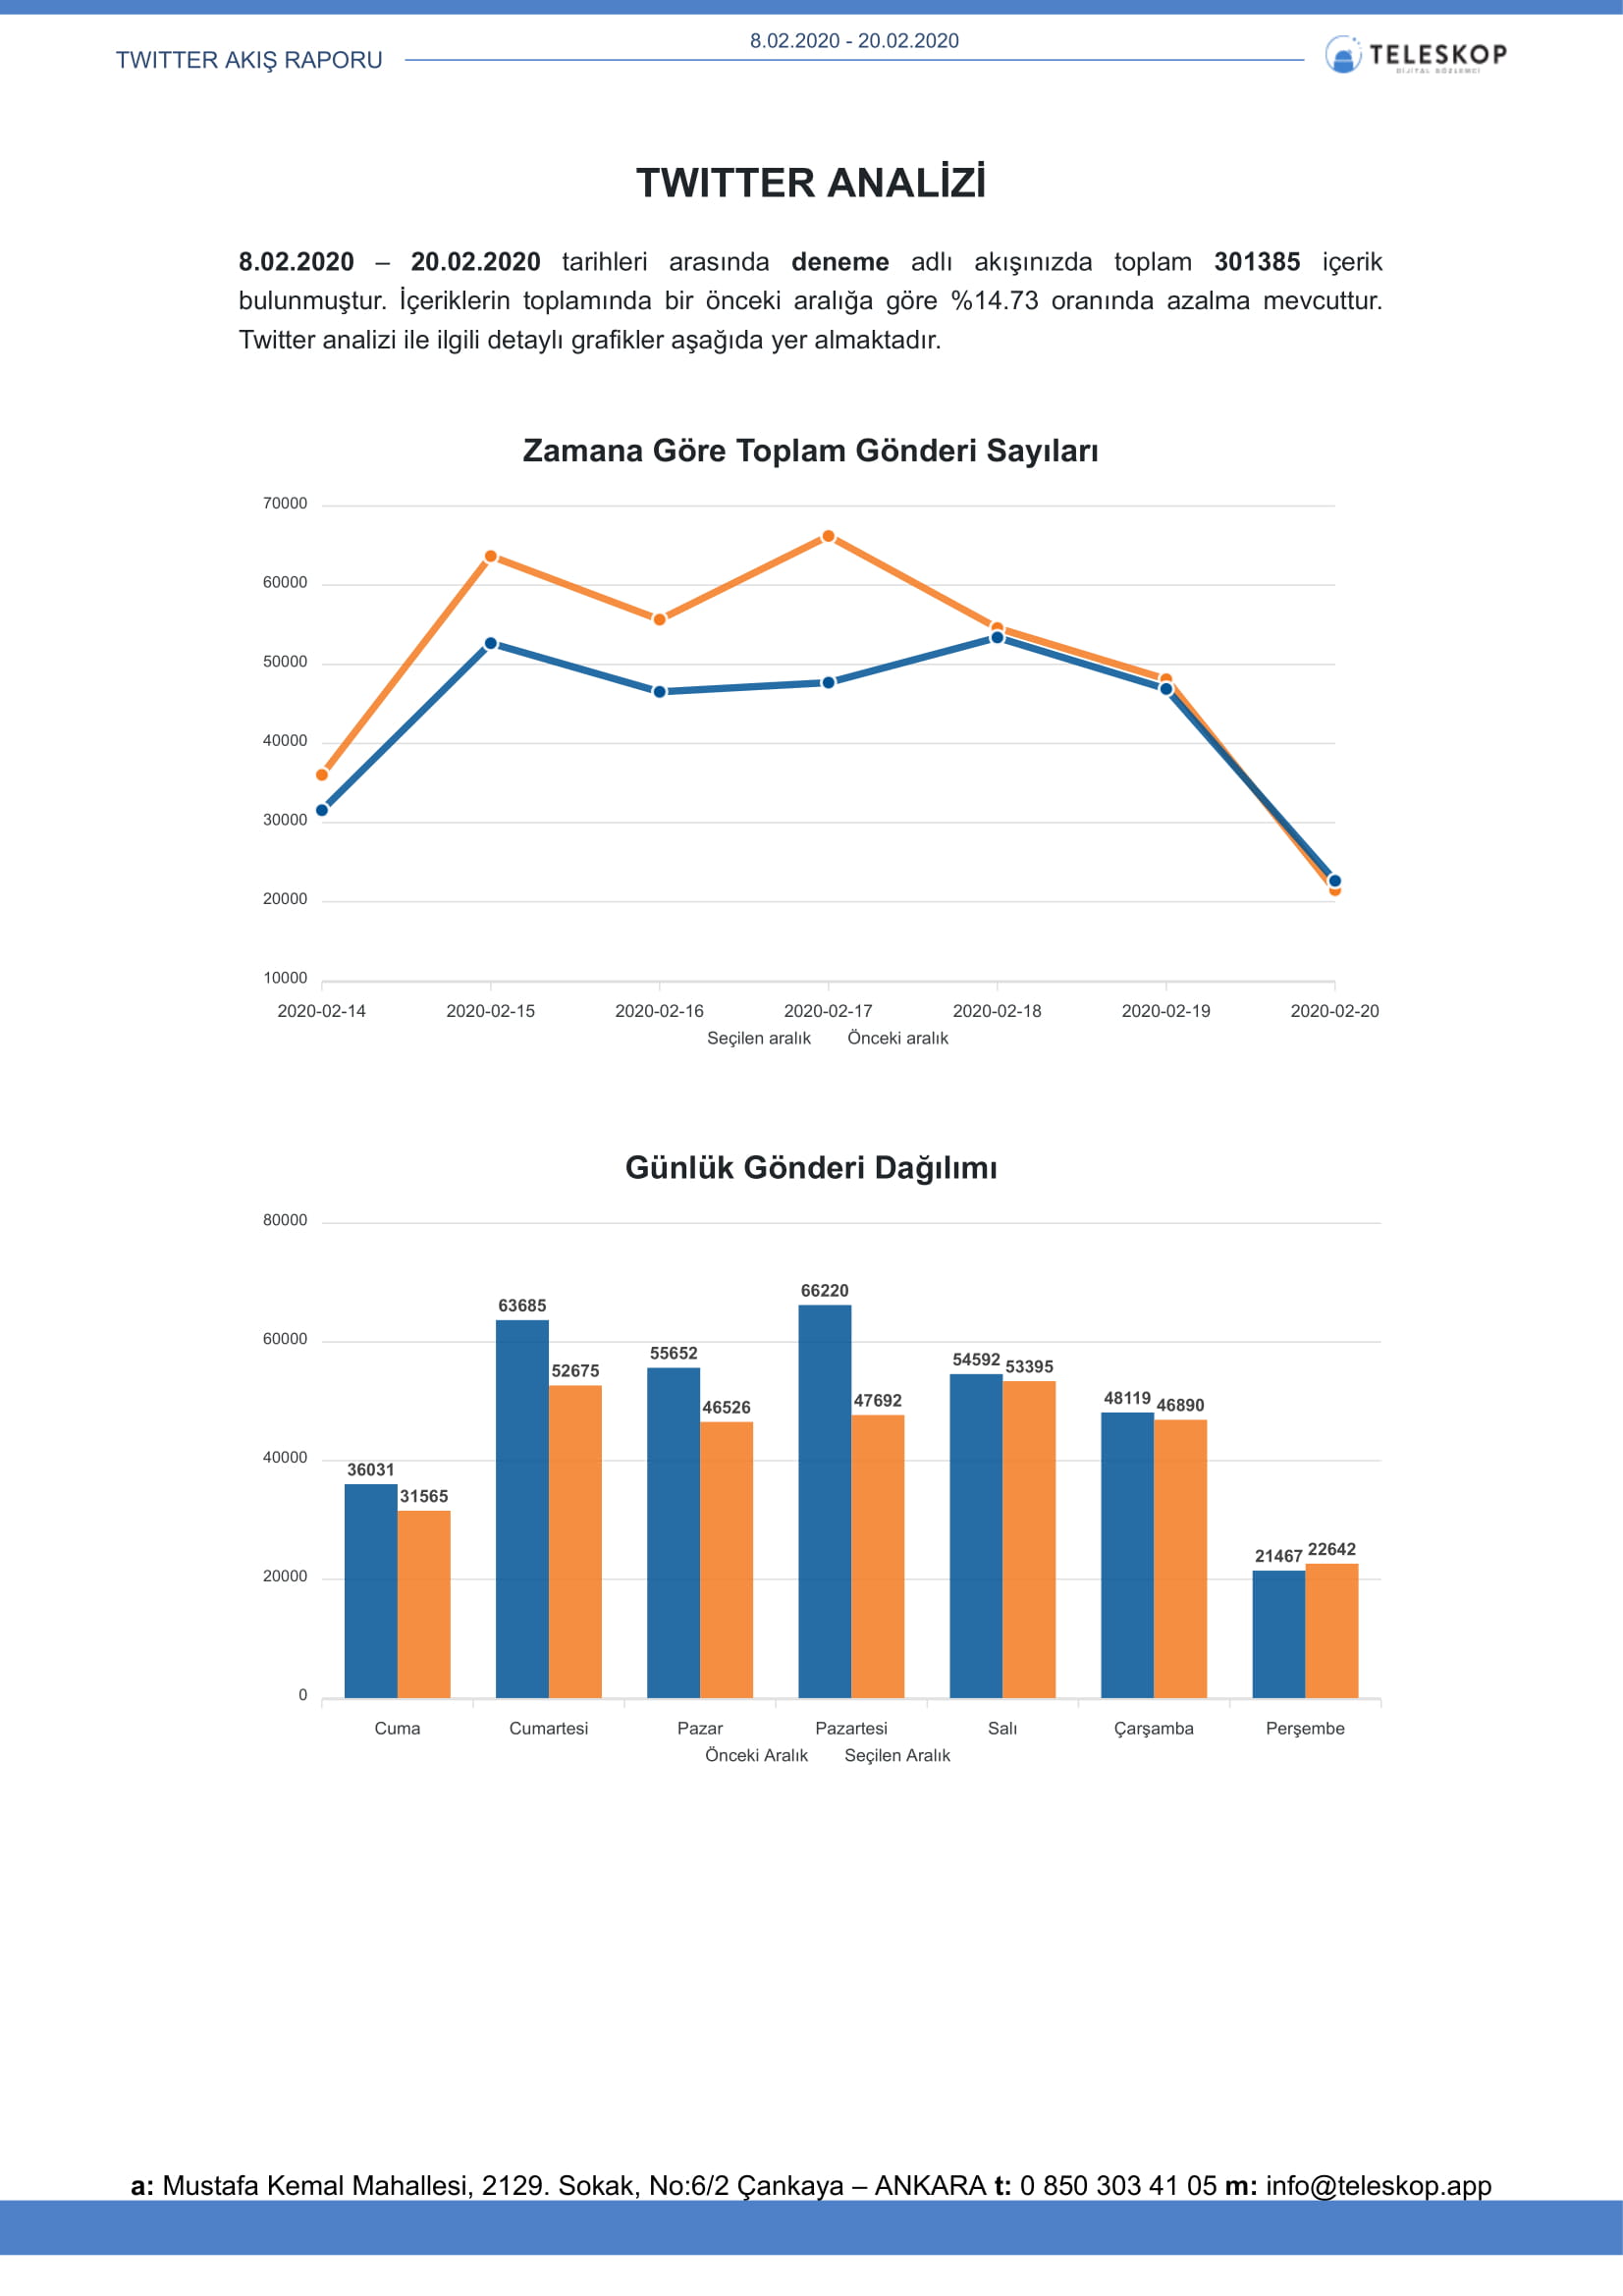 8.02.2020 - 20.02.2020
TWITTER AKIŞ RAPORU
TELESKOP
DİJİTAL GÖZLEMCİ
TWITTER ANALİZİ
8.02.2020 – 20.02.2020 tarihleri arasında deneme adlı akışınızda toplam 301385 içerik
bulunmuştur. İçeriklerin toplamında bir önceki aralığa göre %14.73 oranında azalma mevcuttur.
Twitter analizi ile ilgili detaylı grafikler aşağıda yer almaktadır.
Zamana Göre Toplam Gönderi Sayıları
70000
60000
50000
40000
30000
20000
10000
2020-02-14 2020-02-15 2020-02-16 2020-02-17 2020-02-18 2020-02-19 2020-02-20
Seçilen aralık Önceki aralık
Günlük Gönderi Dağılımı
80000
60000
40000
20000
0
36031 31565
63685 52675
55652 46526
66220 47692
54592 53395
48119 46890
21467 22642
Cuma Cumartesi Pazar Pazartesi Salı Çarşamba Perşembe
Önceki Aralık Seçilen Aralık
a: Mustafa Kemal Mahallesi, 2129. Sokak, No:6/2 Çankaya – ANKARA t: 0 850 303 41 05 m: info@teleskop.app